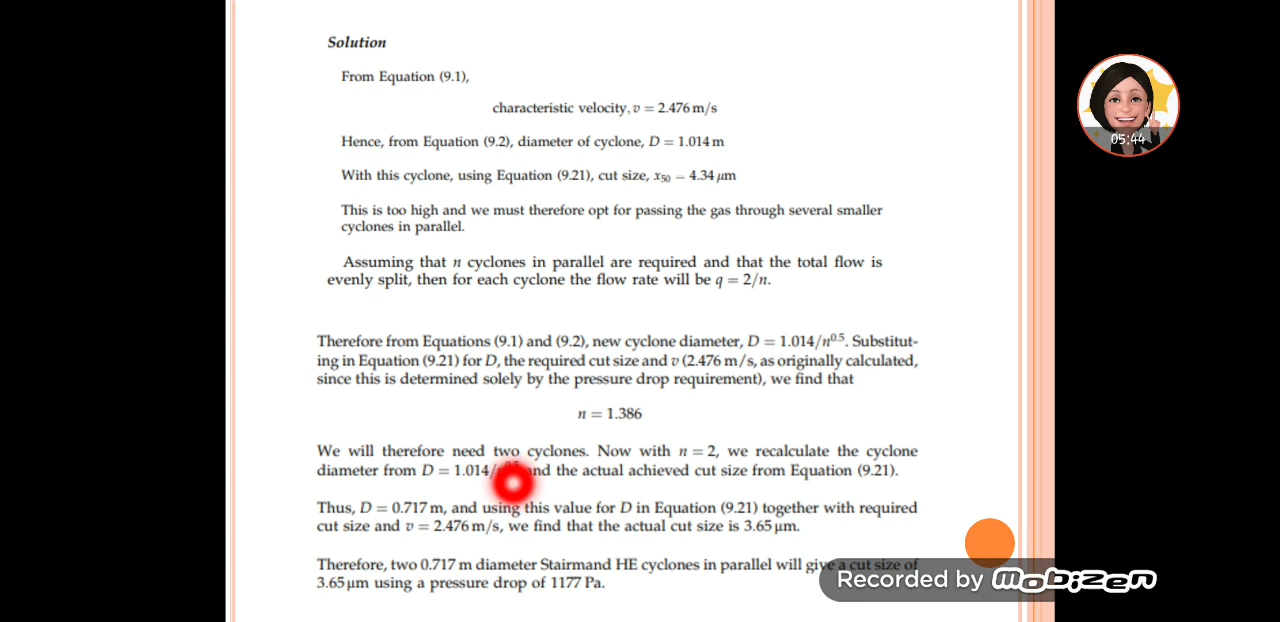 Solution
From Equation (9.1),
characteristic velocity, v = 2.476 m/s
Hence, from Equation (9.2), diameter of cyclone, D = 1.014 m
With this cyclone, using Equation (9.21), cut size, x₅₀ = 4.34 μm
This is too high and we must therefore opt for passing the gas through several smaller
cyclones in parallel.
Assuming that n cyclones in parallel are required and that the total flow is
evenly split, then for each cyclone the flow rate will be q = 2/n.
Therefore from Equations (9.1) and (9.2), new cyclone diameter, D = 1.014/n⁰·⁵. Substitut-
ing in Equation (9.21) for D, the required cut size and v (2.476 m/s, as originally calculated,
since this is determined solely by the pressure drop requirement), we find that
n = 1.386
We will therefore need two cyclones. Now with n = 2, we recalculate the cyclone
diameter from D = 1.014/ and the actual achieved cut size from Equation (9.21).
Thus, D = 0.717 m, and using this value for D in Equation (9.21) together with required
cut size and v = 2.476 m/s, we find that the actual cut size is 3.65 μm.
Therefore, two 0.717 m diameter Stairmand HE cyclones in parallel will give a cut size of
3.65 μm using a pressure drop of 1177 Pa.
05:44
Recorded by mobizen